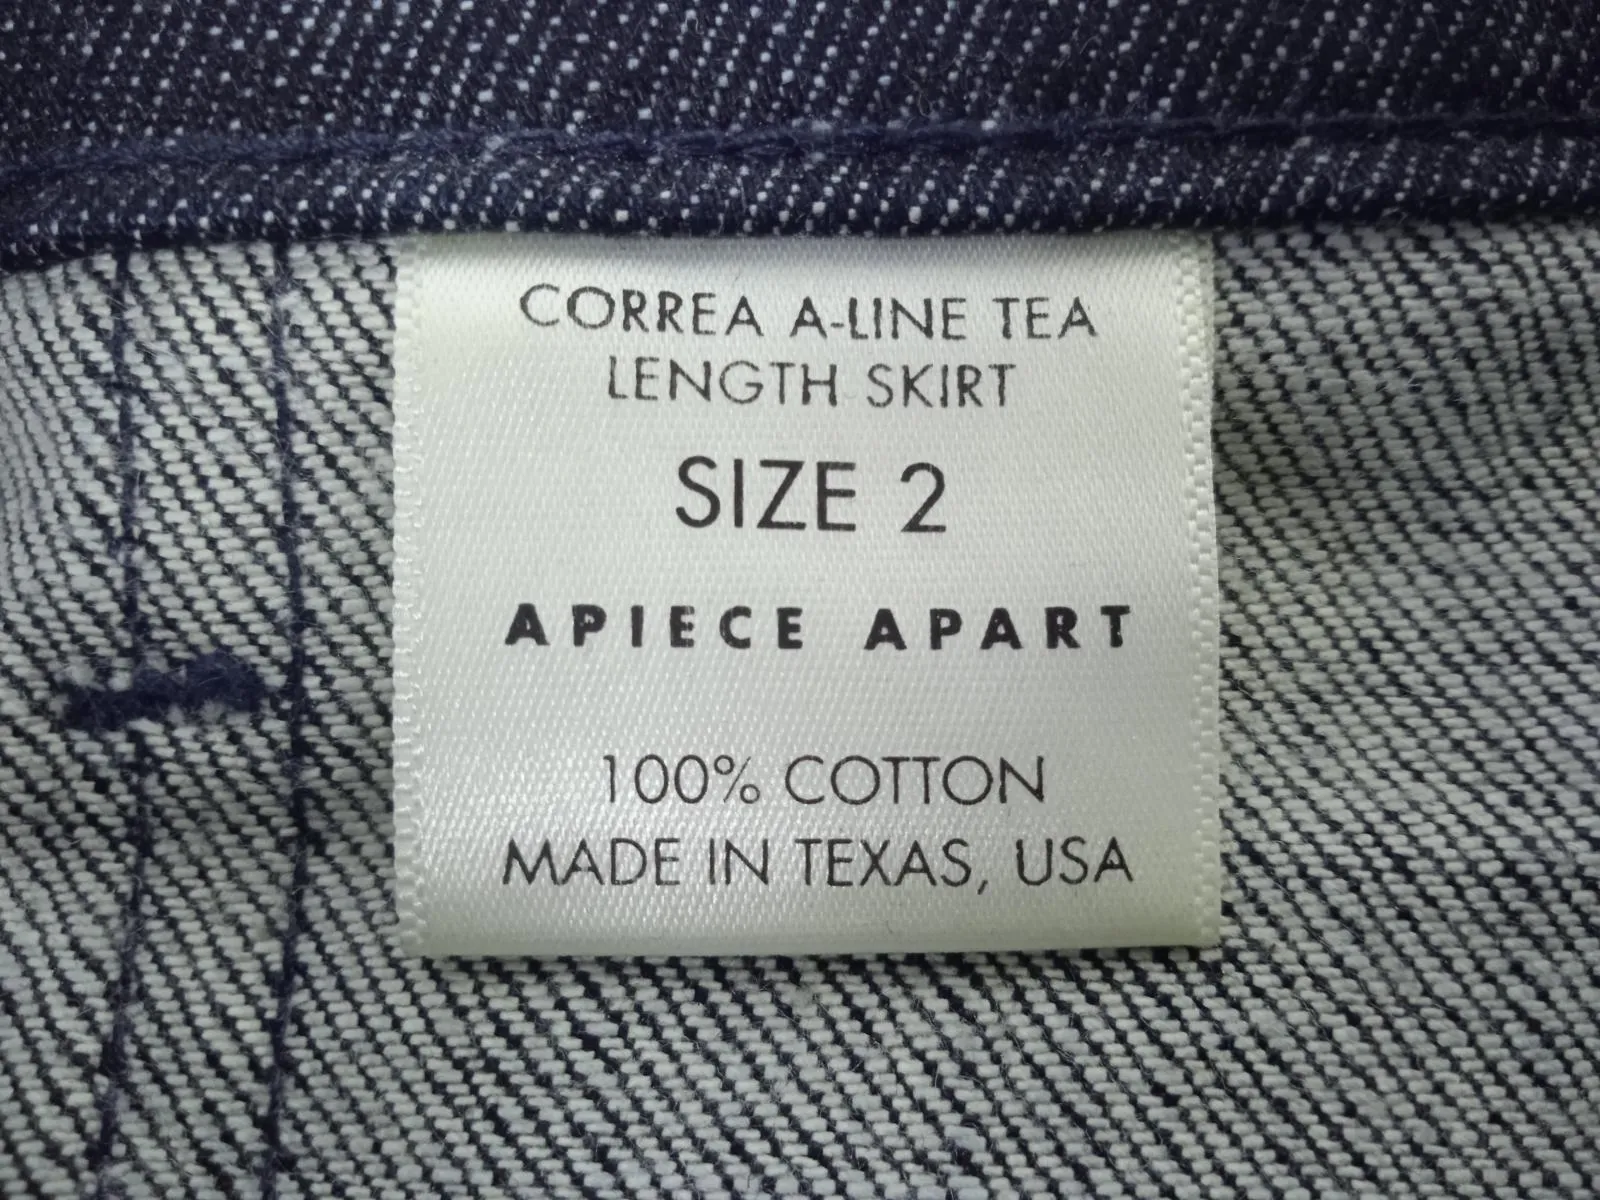 CORREA A-LINE TEA
LENGTH SKIRT
SIZE 2
APIECE APART
100% COTTON
MADE IN TEXAS, USA